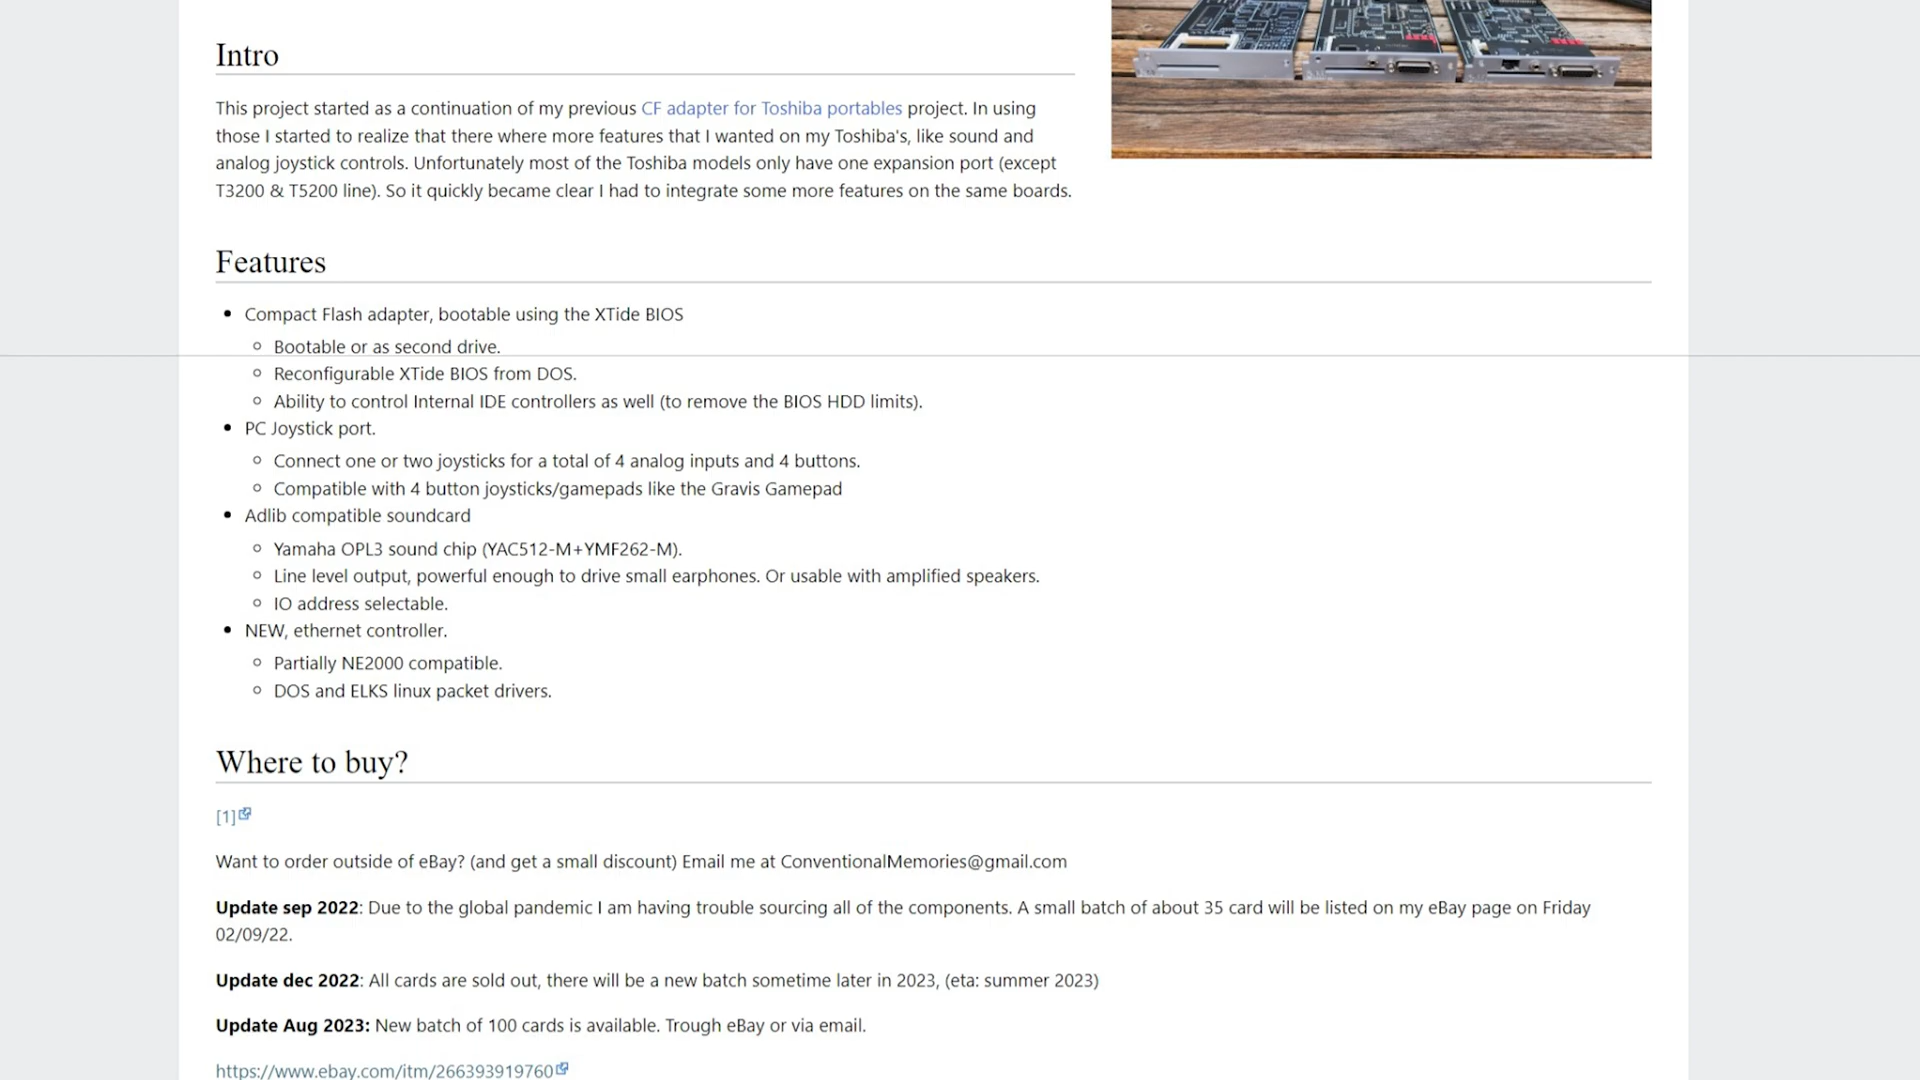 Intro
This project started as a continuation of my previous CF adapter for Toshiba portables project. In using
those I started to realize that there where more features that I wanted on my Toshiba's, like sound and
analog joystick controls. Unfortunately most of the Toshiba models only have one expansion port (except
T3200 & T5200 line). So it quickly became clear I had to integrate some more features on the same boards.
Features
Compact Flash adapter, bootable using the XTide BIOS
Bootable or as second drive.
Reconfigurable XTide BIOS from DOS.
Ability to control Internal IDE controllers as well (to remove the BIOS HDD limits).
PC Joystick port.
Connect one or two joysticks for a total of 4 analog inputs and 4 buttons.
Compatible with 4 button joysticks/gamepads like the Gravis Gamepad
Adlib compatible soundcard
Yamaha OPL3 sound chip (YAC512-M+YMF262-M).
Line level output, powerful enough to drive small earphones. Or usable with amplified speakers.
IO address selectable.
NEW, ethernet controller.
Partially NE2000 compatible.
DOS and ELKS linux packet drivers.
Where to buy?
[1]
Want to order outside of eBay? (and get a small discount) Email me at ConventionalMemories@gmail.com
Update sep 2022: Due to the global pandemic I am having trouble sourcing all of the components. A small batch of about 35 card will be listed on my eBay page on Friday
02/09/22.
Update dec 2022: All cards are sold out, there will be a new batch sometime later in 2023, (eta: summer 2023)
Update Aug 2023: New batch of 100 cards is available. Trough eBay or via email.
https://www.ebay.com/itm/266393919760